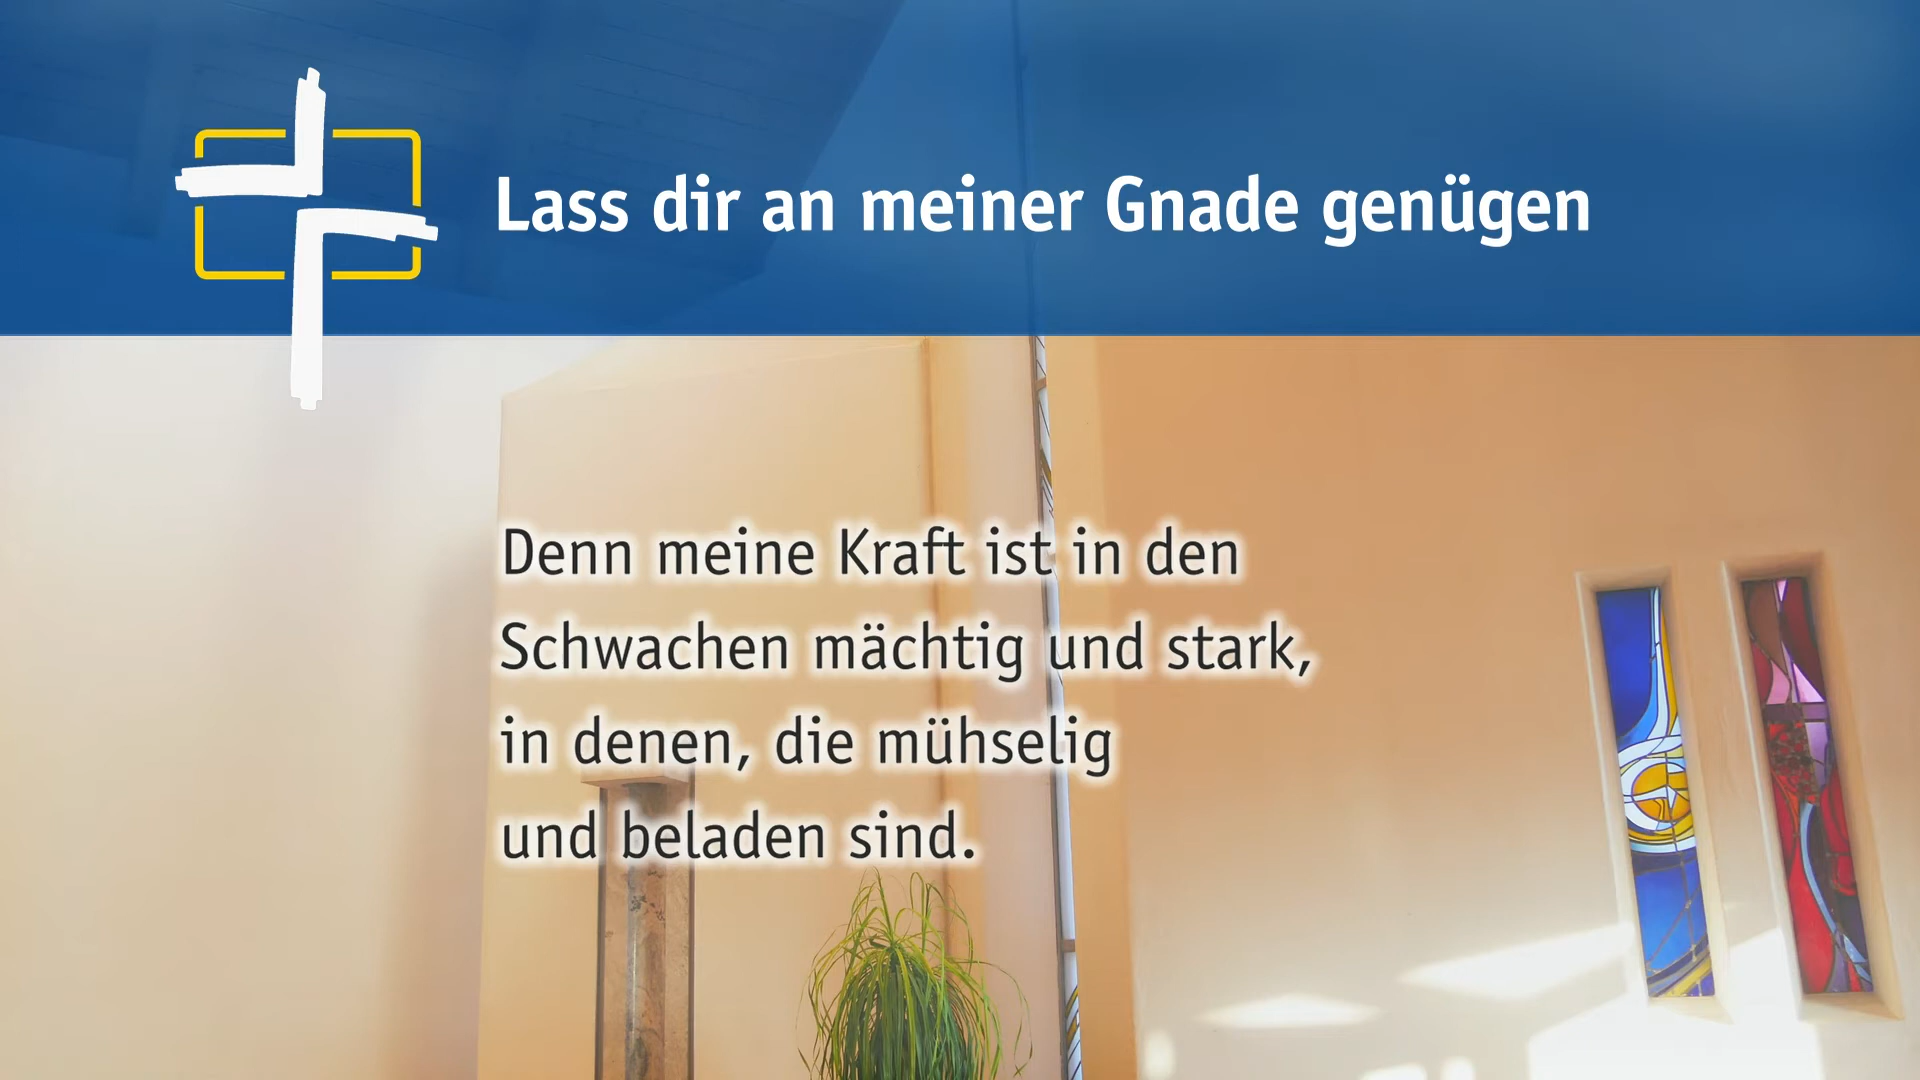 Lass dir an meiner Gnade genügen
Denn meine Kraft ist in den
Schwachen mächtig und stark,
in denen, die mühselig
und beladen sind.